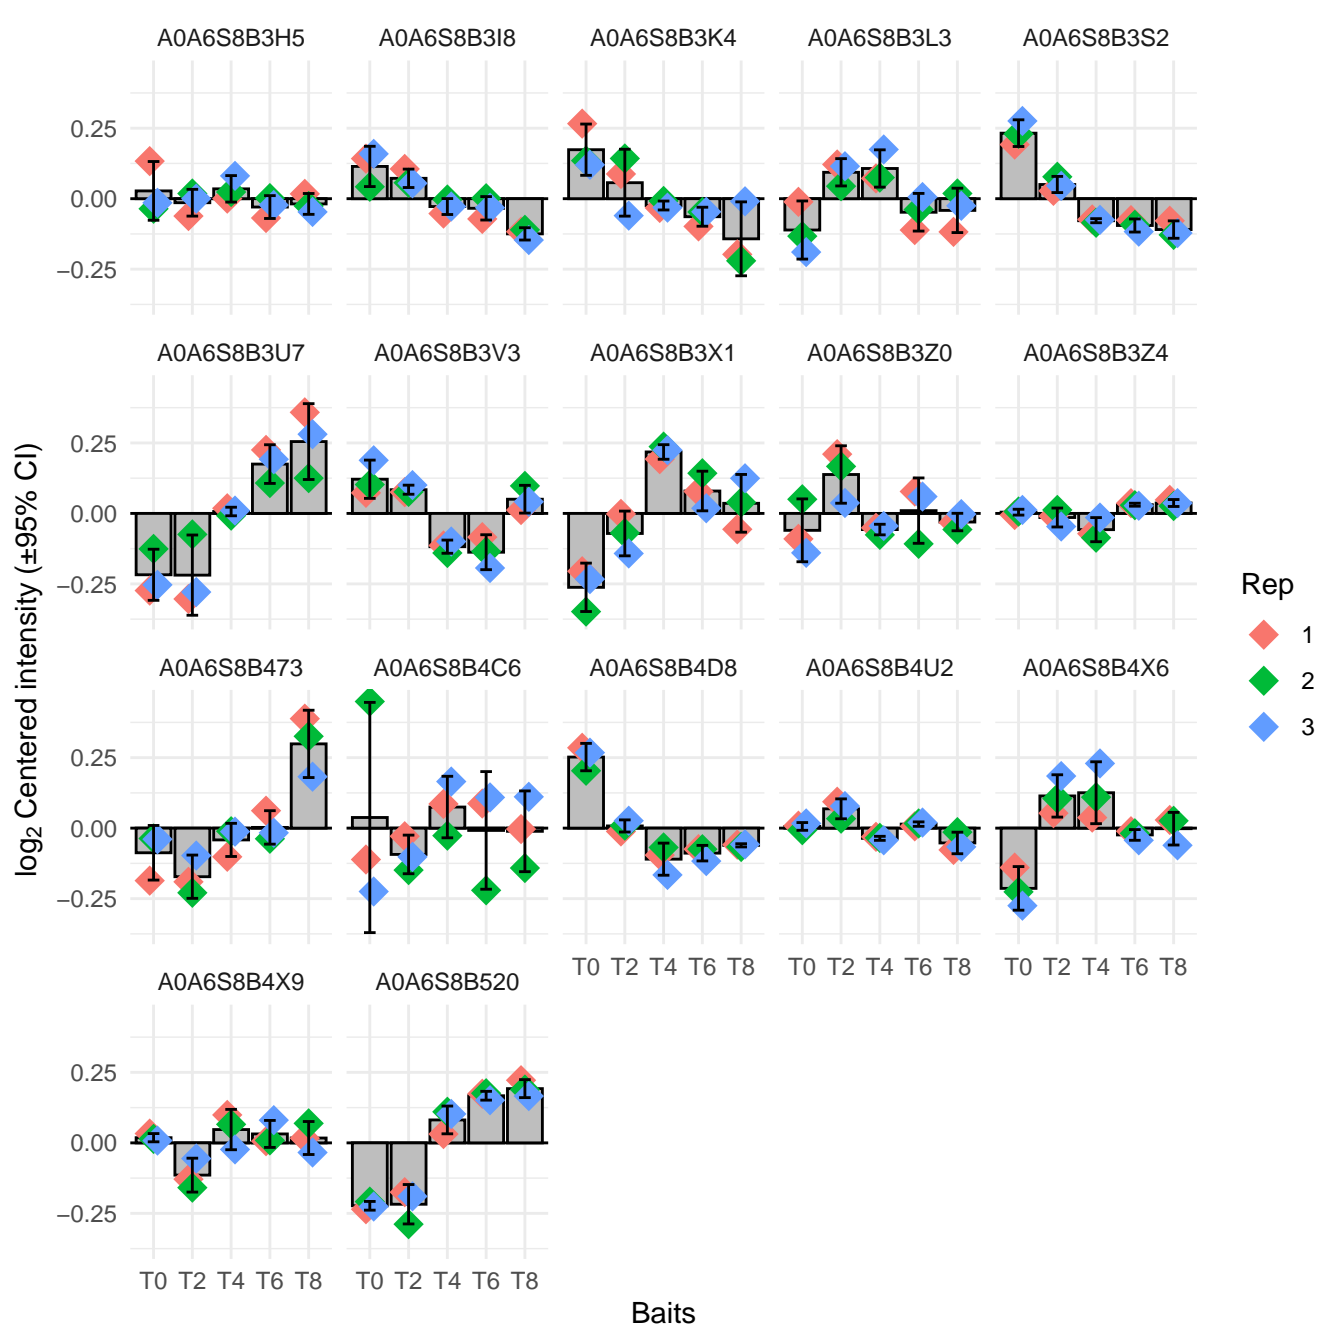 A0A6S8B3H5 A0A6S8B3I8 A0A6S8B3K4 A0A6S8B3L3 A0A6S8B3S2
0.25
0.00
−0.25
A0A6S8B3U7 A0A6S8B3V3 A0A6S8B3X1 A0A6S8B3Z0 A0A6S8B3Z4
0.25
0.00
−0.25
A0A6S8B473 A0A6S8B4C6 A0A6S8B4D8 A0A6S8B4U2 A0A6S8B4X6
0.25
0.00
−0.25
T0 T2 T4 T6 T8 T0 T2 T4 T6 T8 T0 T2 T4 T6 T8
A0A6S8B4X9 A0A6S8B520
0.25
0.00
−0.25
T0 T2 T4 T6 T8 T0 T2 T4 T6 T8
Baits
log₂ Centered intensity (±95% CI)
Rep
1
2
3